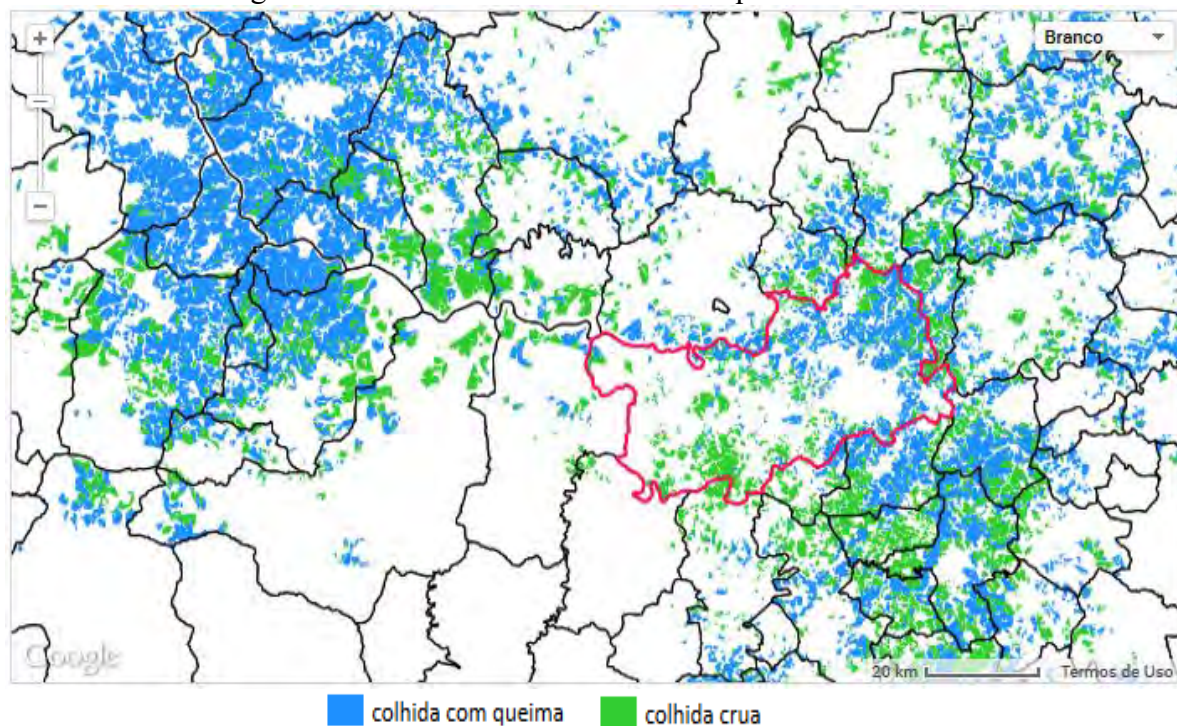 +
Branco
−
Google
20 km
Termos de Uso
colhida com queima
colhida crua